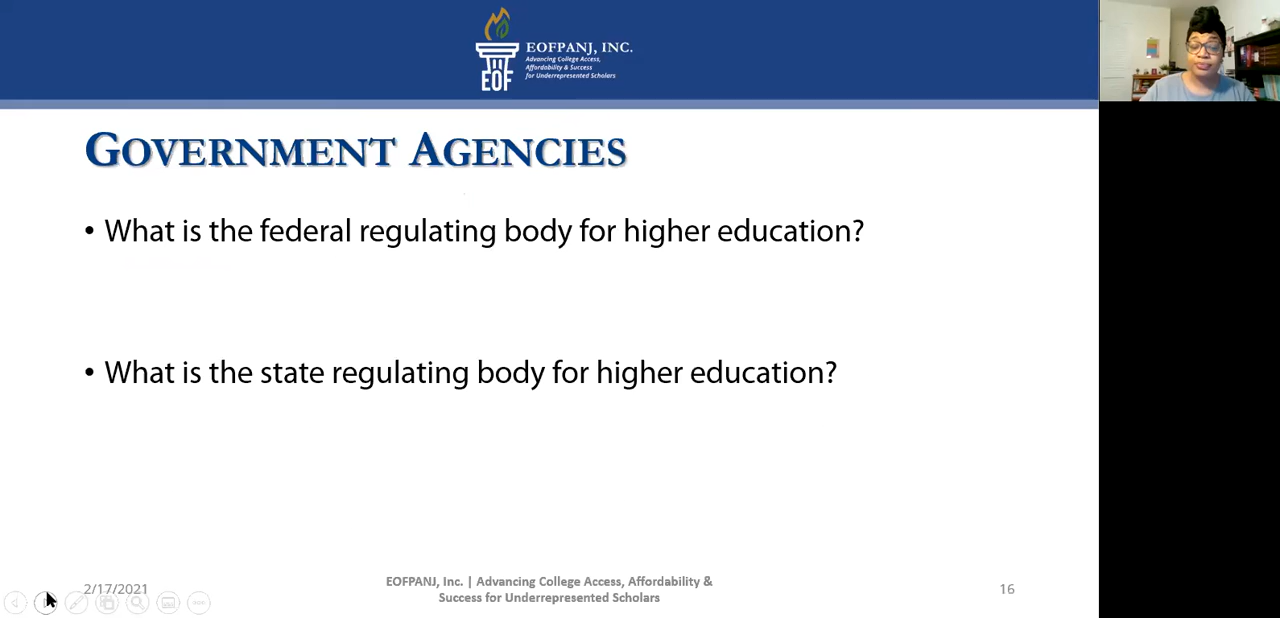 EOFPANJ, INC.
Advancing College Access,
Affordability & Success
for Underrepresented Scholars
EOF
GOVERNMENT AGENCIES
• What is the federal regulating body for higher education?
• What is the state regulating body for higher education?
2/17/2021
EOFPANJ, Inc. | Advancing College Access, Affordability &
Success for Underrepresented Scholars
16